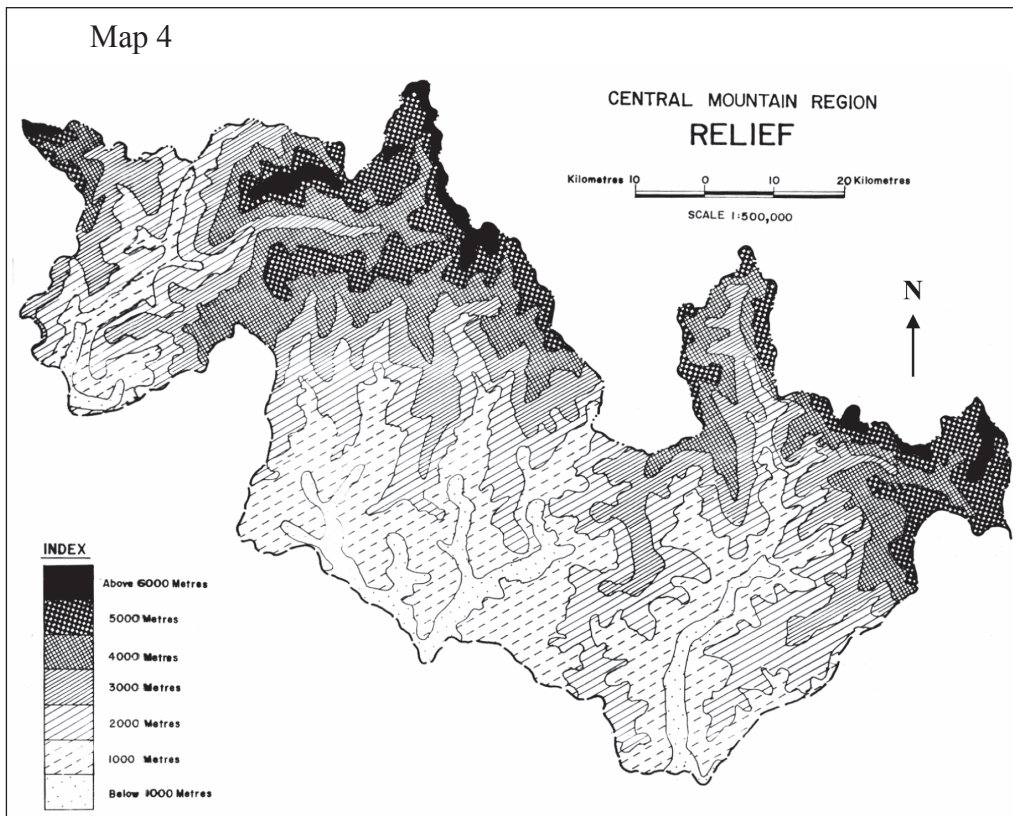 Map 4
CENTRAL MOUNTAIN REGION
RELIEF
Kilometres 10 0 10 20 Kilometres
SCALE 1:500,000
N
INDEX
Above 6000 Metres
5000 Metres
4000 Metres
3000 Metres
2000 Metres
1000 Metres
Below 1000 Metres